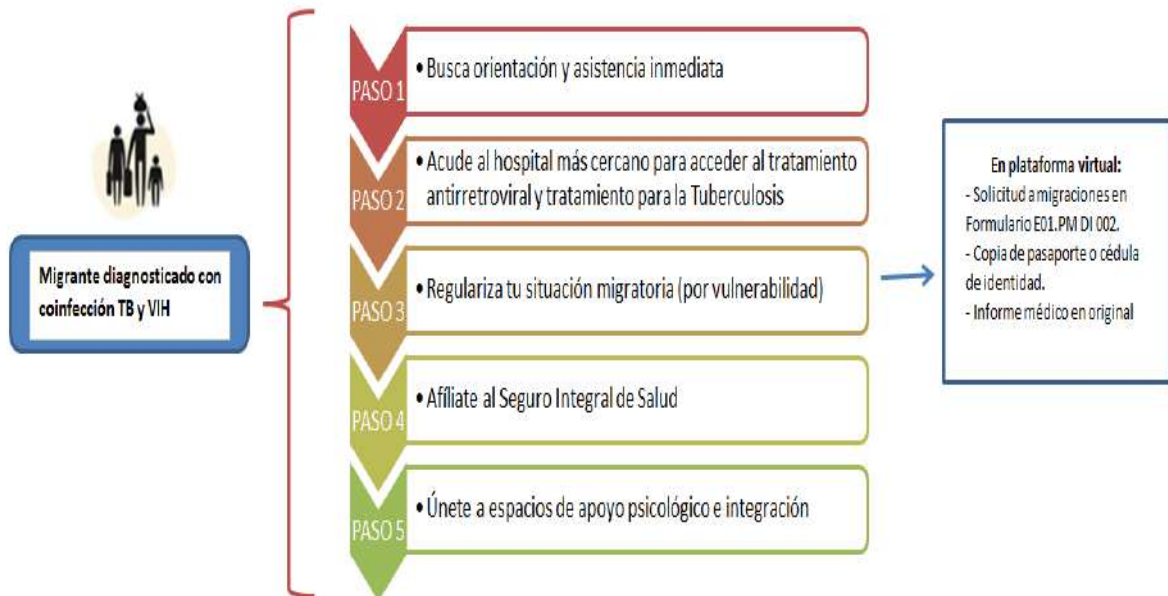 Migrante diagnosticado con
coinfección TB y VIH
PASO 1
• Busca orientación y asistencia inmediata
PASO 2
• Acude al hospital más cercano para acceder al tratamiento
antirretroviral y tratamiento para la Tuberculosis
PASO 3
• Regulariza tu situación migratoria (por vulnerabilidad)
PASO 4
• Afíliate al Seguro Integral de Salud
PASO 5
• Únete a espacios de apoyo psicológico e integración
En plataforma virtual:
- Solicitud a migraciones en
Formulario E01.PM DI 002.
- Copia de pasaporte o cédula
de identidad.
- Informe médico en original